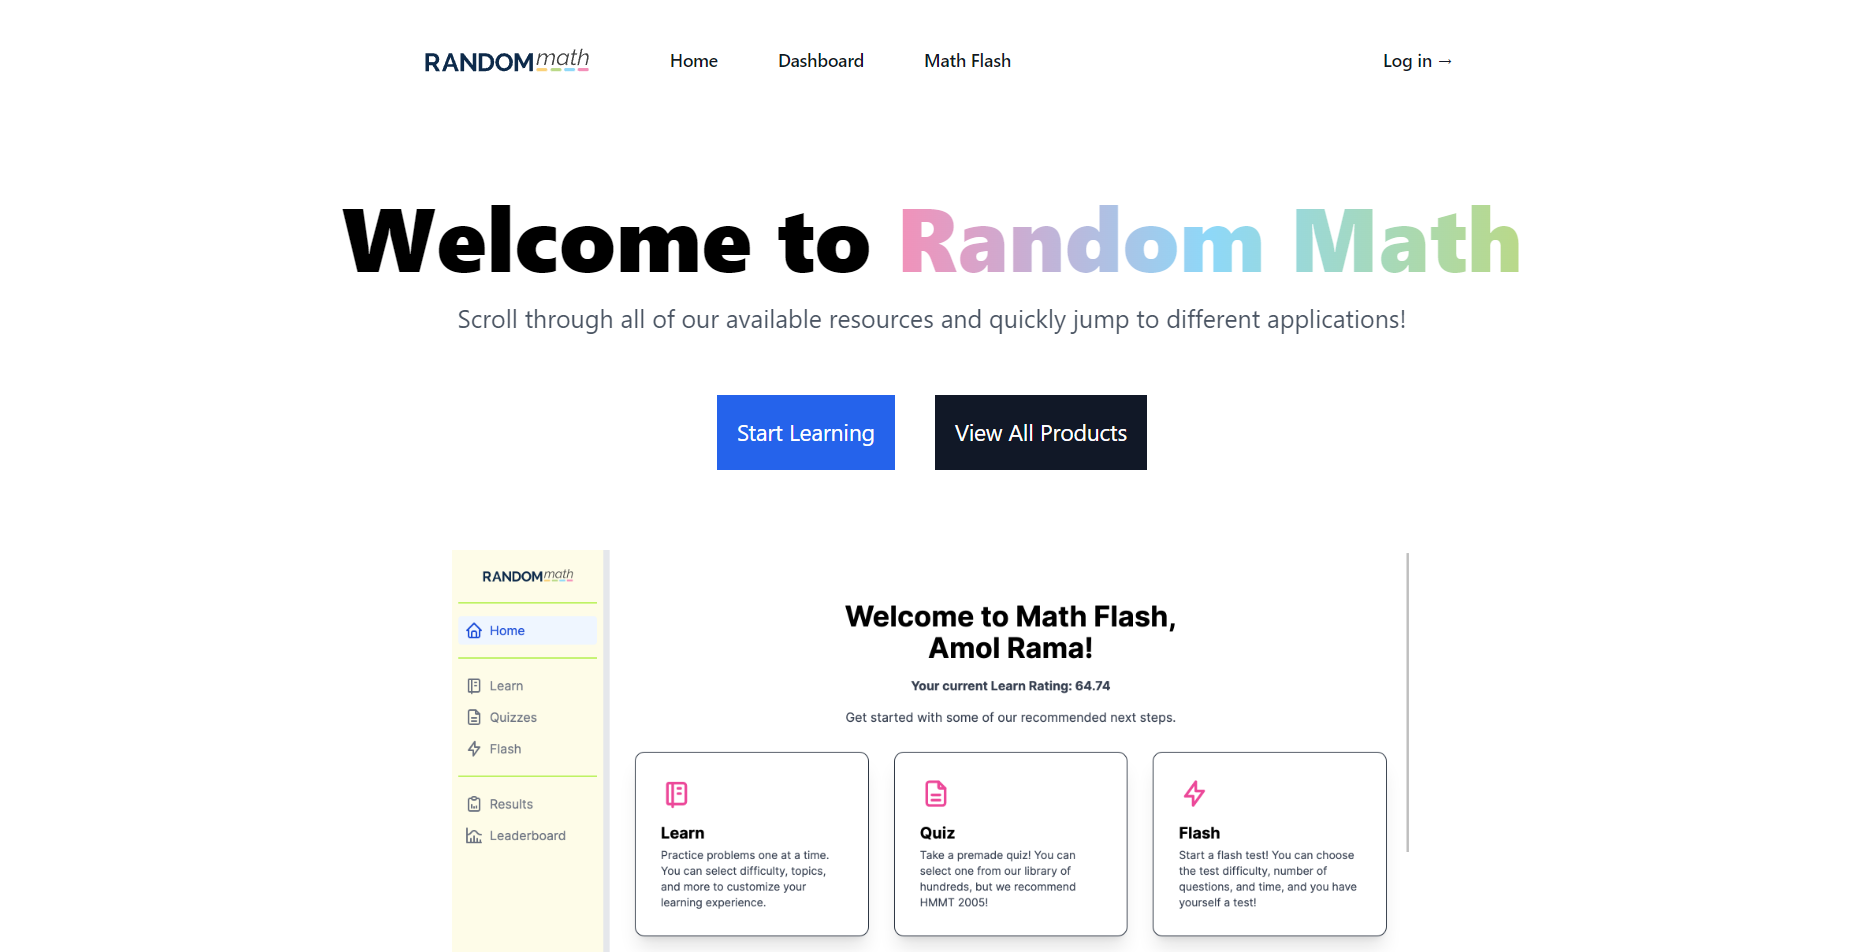 RANDOM math
Home
Dashboard
Math Flash
Log in →
Welcome to Random Math
Scroll through all of our available resources and quickly jump to different applications!
Start Learning
View All Products
RANDOM math
Home
Learn
Quizzes
Flash
Results
Leaderboard
Welcome to Math Flash,
Amol Rama!
Your current Learn Rating: 64.74
Get started with some of our recommended next steps.
Learn
Practice problems one at a time.
You can select difficulty, topics,
and more to customize your
learning experience.
Quiz
Take a premade quiz! You can
select one from our library of
hundreds, but we recommend
HMMT 2005!
Flash
Start a flash test! You can choose
the test difficulty, number of
questions, and time, and you have
yourself a test!